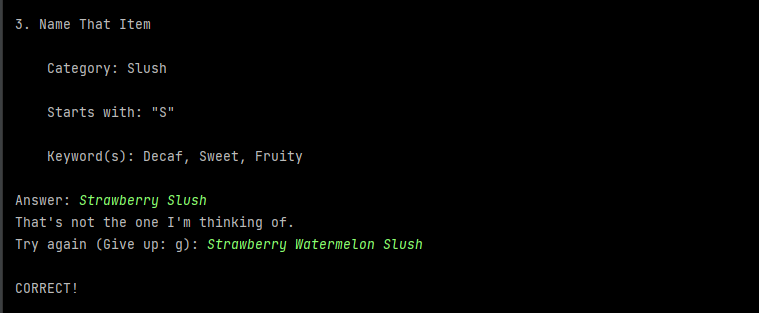 3. Name That Item
Category: Slush
Starts with: "S"
Keyword(s): Decaf, Sweet, Fruity
Answer: Strawberry Slush
That's not the one I'm thinking of.
Try again (Give up: g): Strawberry Watermelon Slush
CORRECT!